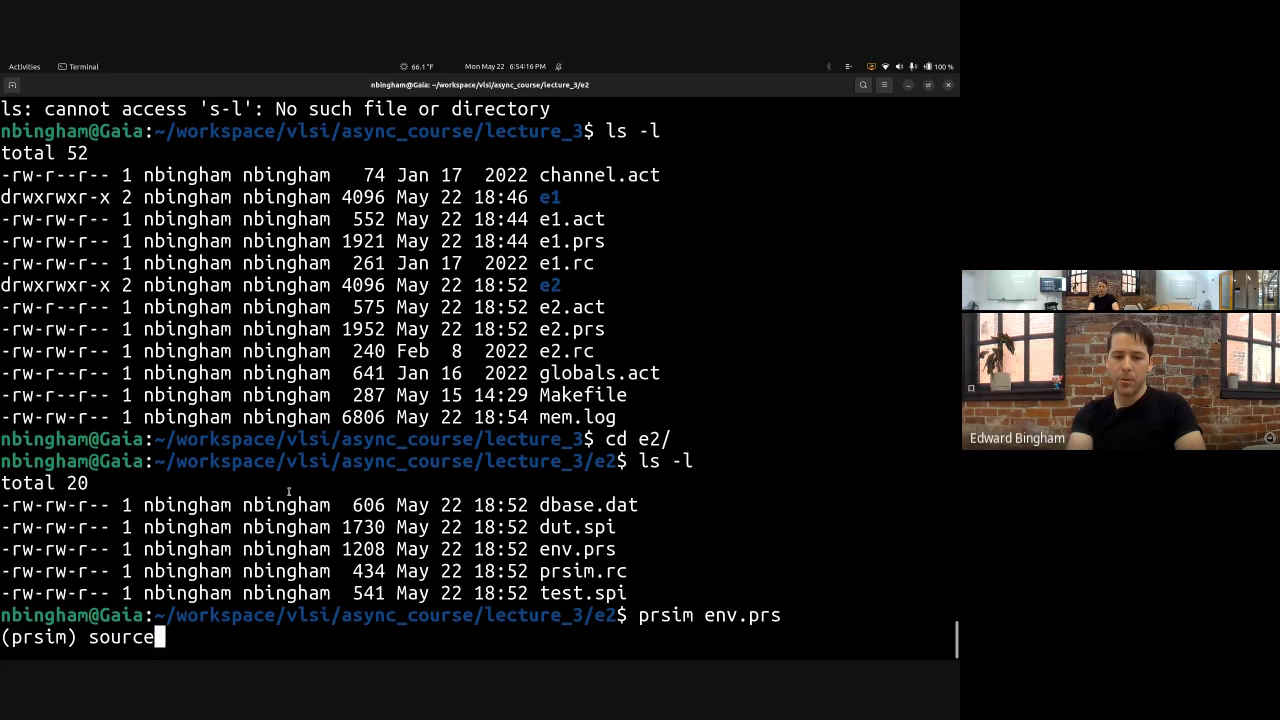 Activities
Terminal
66.1 °F
Mon May 22 6:54:16 PM
100 %
nbingham@Gaia: ~/workspace/vlsi/async_course/lecture_3/e2
ls: cannot access 's-l': No such file or directory
nbingham@Gaia:~/workspace/vlsi/async_course/lecture_3$ ls -l
total 52
-rw-r--r-- 1 nbingham nbingham   74 Jan 17  2022 channel.act
drwxrwxr-x 2 nbingham nbingham 4096 May 22 18:46 e1
-rw-rw-r-- 1 nbingham nbingham  552 May 22 18:44 e1.act
-rw-rw-r-- 1 nbingham nbingham 1921 May 22 18:44 e1.prs
-rw-rw-r-- 1 nbingham nbingham  261 Jan 17  2022 e1.rc
drwxrwxr-x 2 nbingham nbingham 4096 May 22 18:52 e2
-rw-rw-r-- 1 nbingham nbingham  575 May 22 18:52 e2.act
-rw-rw-r-- 1 nbingham nbingham 1952 May 22 18:52 e2.prs
-rw-rw-r-- 1 nbingham nbingham  240 Feb  8  2022 e2.rc
-rw-rw-r-- 1 nbingham nbingham  641 Jan 16  2022 globals.act
-rw-rw-r-- 1 nbingham nbingham  287 May 15 14:29 Makefile
-rw-rw-r-- 1 nbingham nbingham 6806 May 22 18:54 mem.log
nbingham@Gaia:~/workspace/vlsi/async_course/lecture_3$ cd e2/
nbingham@Gaia:~/workspace/vlsi/async_course/lecture_3/e2$ ls -l
total 20
-rw-rw-r-- 1 nbingham nbingham  606 May 22 18:52 dbase.dat
-rw-rw-r-- 1 nbingham nbingham 1730 May 22 18:52 dut.spi
-rw-rw-r-- 1 nbingham nbingham 1208 May 22 18:52 env.prs
-rw-rw-r-- 1 nbingham nbingham  434 May 22 18:52 prsim.rc
-rw-rw-r-- 1 nbingham nbingham  541 May 22 18:52 test.spi
nbingham@Gaia:~/workspace/vlsi/async_course/lecture_3/e2$ prsim env.prs
(prsim) source
Edward Bingham